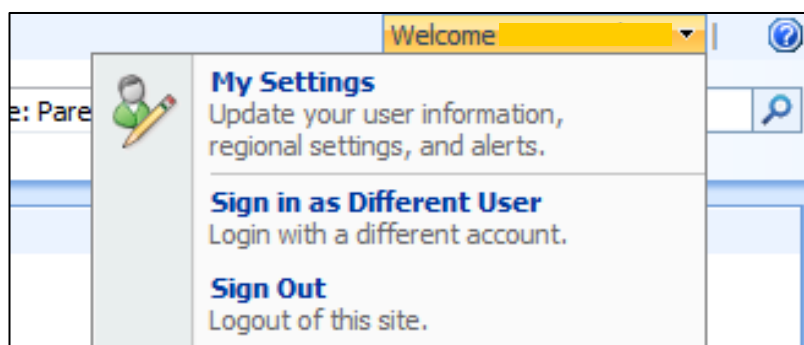 Welcome
My Settings
e: Pare
Update your user information,
regional settings, and alerts.
Sign in as Different User
Login with a different account.
Sign Out
Logout of this site.